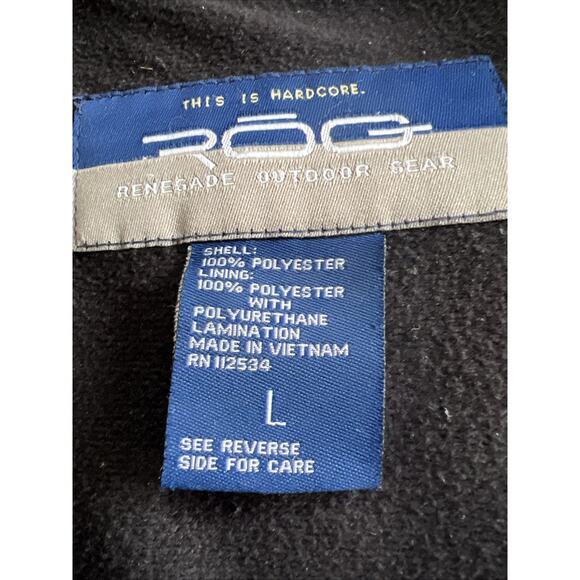 THIS IS HARDCORE.
RŌG
RENEGADE OUTDOOR GEAR
SHELL:
100% POLYESTER
LINING:
100% POLYESTER
WITH
POLYURETHANE
LAMINATION
MADE IN VIETNAM
RN 112534
L
SEE REVERSE
SIDE FOR CARE